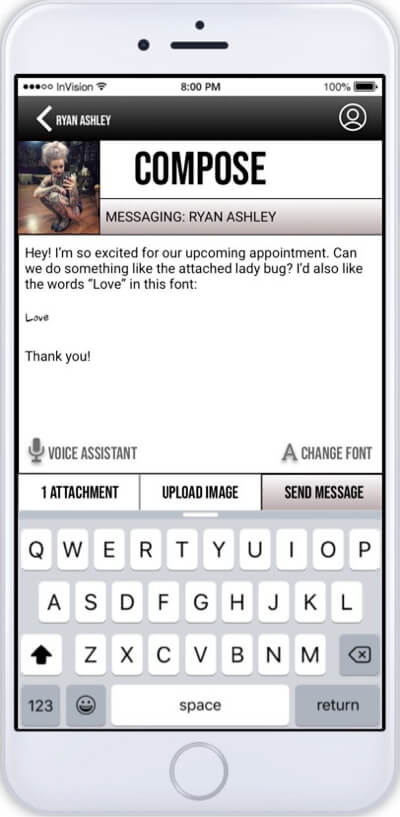 InVision 8:00 PM 100%
RYAN ASHLEY
COMPOSE
MESSAGING: RYAN ASHLEY
Hey! I'm so excited for our upcoming appointment. Can
we do something like the attached lady bug? I'd also like
the words “Love” in this font:
Love
Thank you!
VOICE ASSISTANT A CHANGE FONT
1 ATTACHMENT UPLOAD IMAGE SEND MESSAGE
Q W E R T Y U I O P
A S D F G H J K L
Z X C V B N M
123 space return